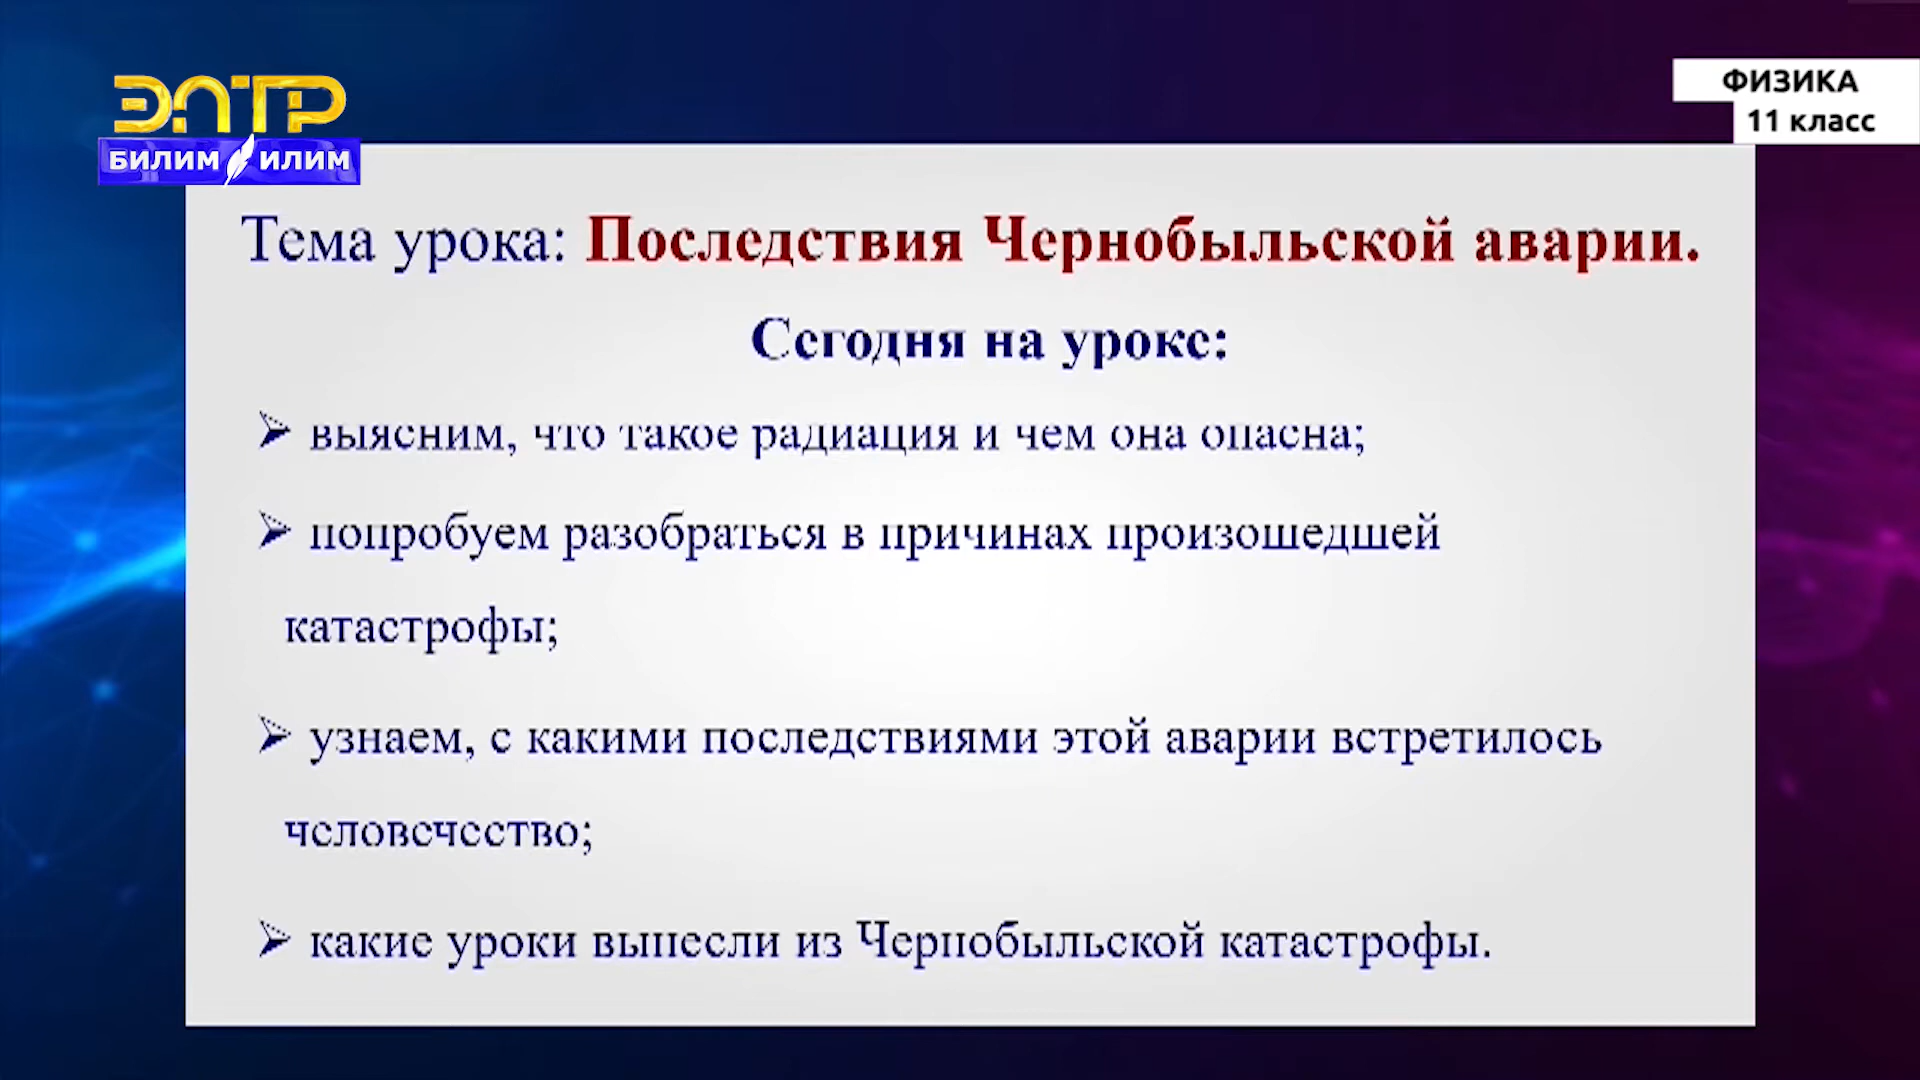 ЭЛТР
БИЛИМ ИЛИМ
ФИЗИКА
11 класс
Тема урока: Последствия Чернобыльской аварии.
Сегодня на уроке:
выясним, что такое радиация и чем она опасна;
попробуем разобраться в причинах произошедшей
катастрофы;
узнаем, с какими последствиями этой аварии встретилось
человечество;
какие уроки вынесли из Чернобыльской катастрофы.